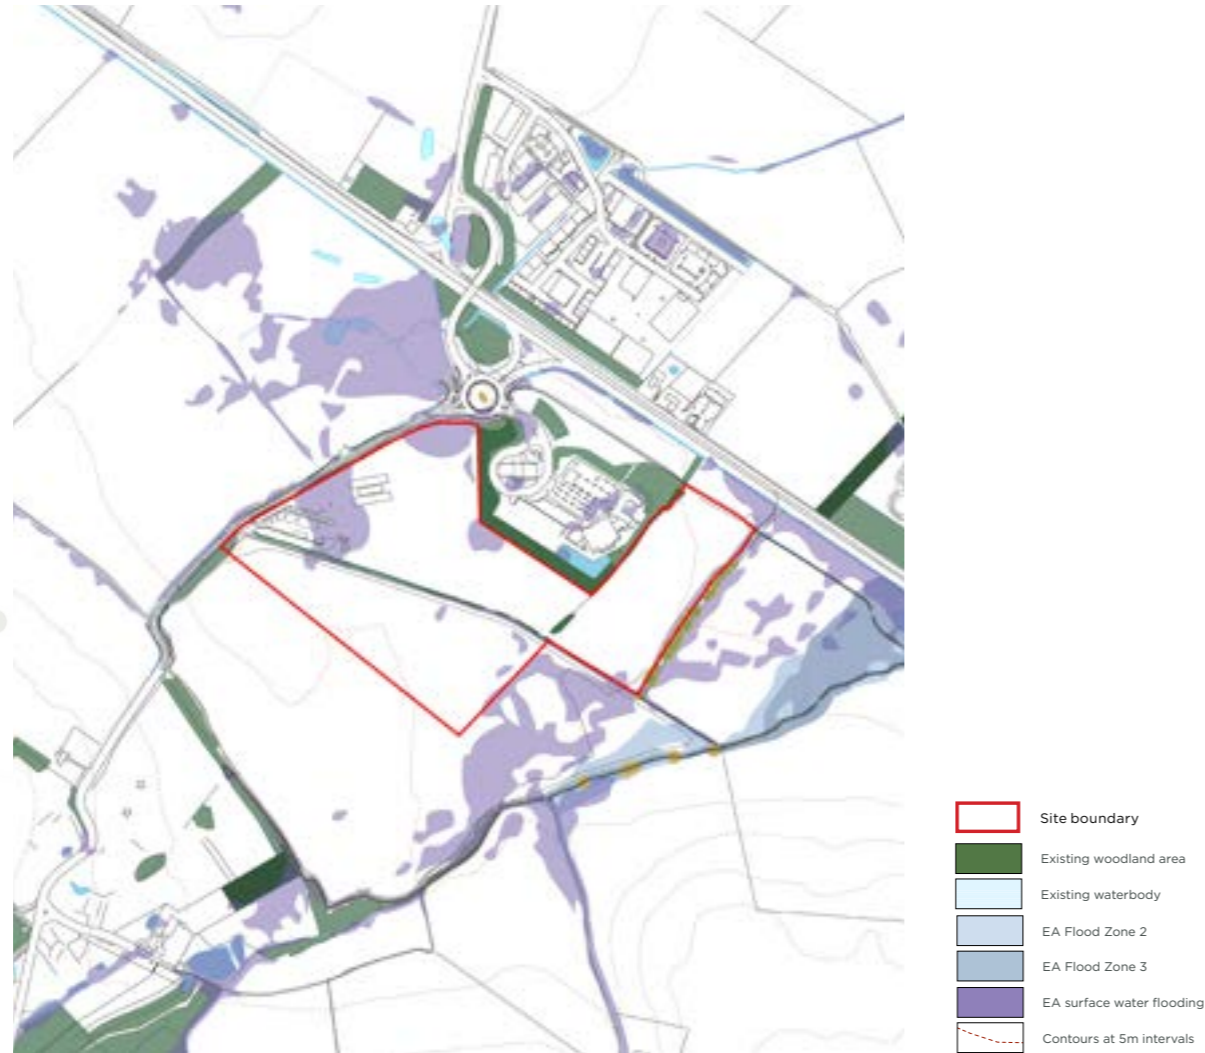 Site boundary
Existing woodland area
Existing waterbody
EA Flood Zone 2
EA Flood Zone 3
EA surface water flooding
Contours at 5m intervals